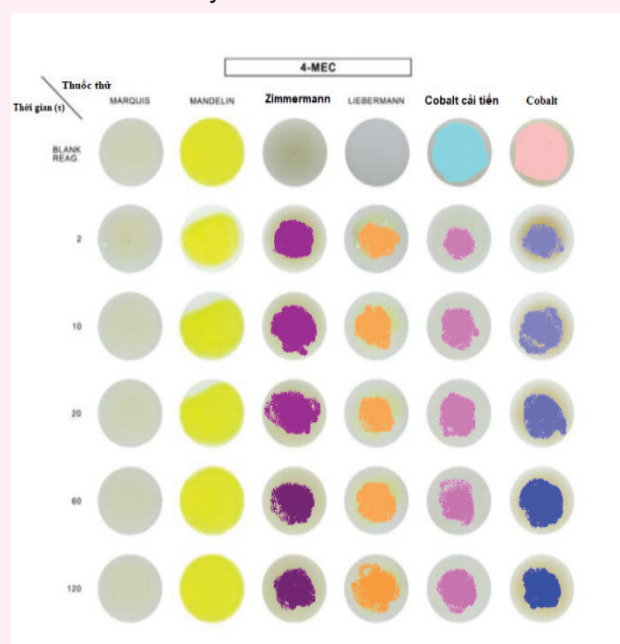 4-MEC
Thuốc thử
Thời gian (s)
MARQUIS
MANDELIN
Zimmermann
LIEBERMANN
Cobalt cải tiến
Cobalt
BLANK
REAG.
2
10
20
60
120